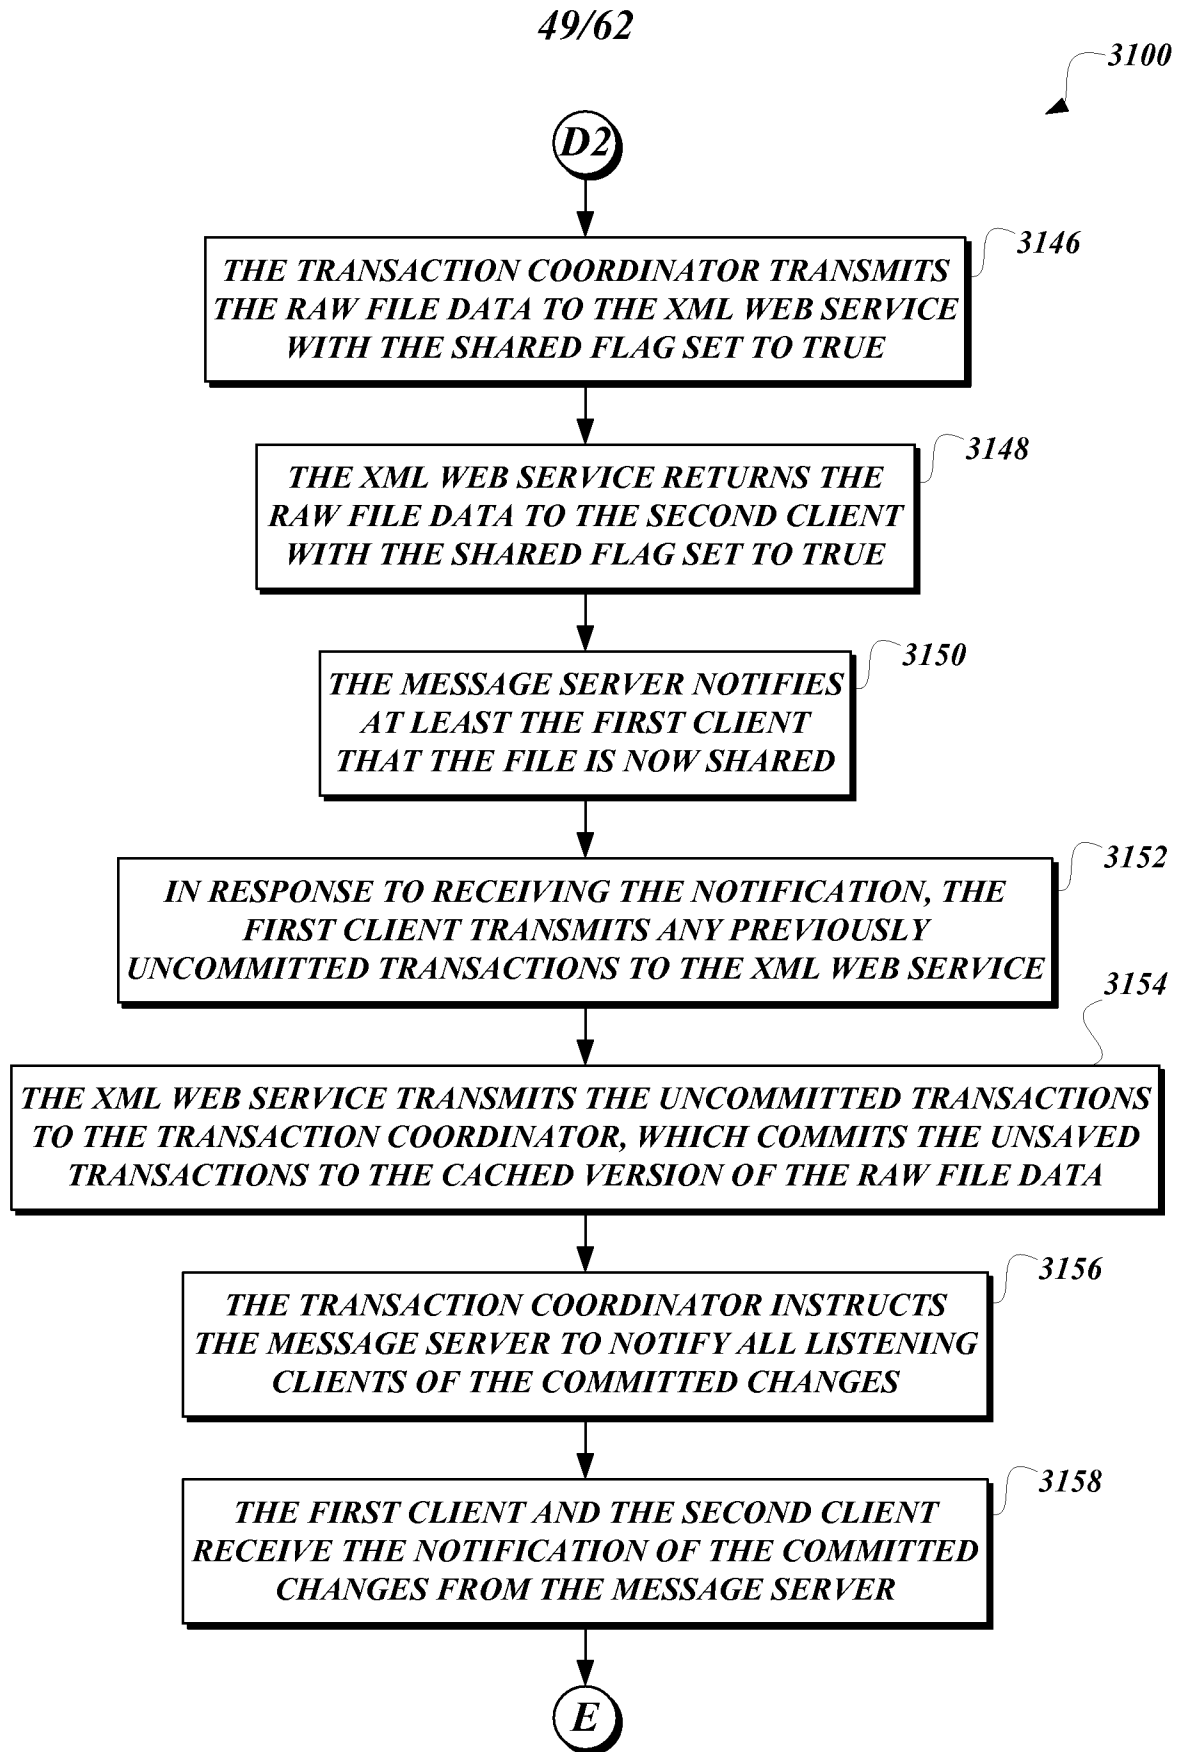 49/62
3100
D2
3146
THE TRANSACTION COORDINATOR TRANSMITS
THE RAW FILE DATA TO THE XML WEB SERVICE
WITH THE SHARED FLAG SET TO TRUE
3148
THE XML WEB SERVICE RETURNS THE
RAW FILE DATA TO THE SECOND CLIENT
WITH THE SHARED FLAG SET TO TRUE
3150
THE MESSAGE SERVER NOTIFIES
AT LEAST THE FIRST CLIENT
THAT THE FILE IS NOW SHARED
3152
IN RESPONSE TO RECEIVING THE NOTIFICATION, THE
FIRST CLIENT TRANSMITS ANY PREVIOUSLY
UNCOMMITTED TRANSACTIONS TO THE XML WEB SERVICE
3154
THE XML WEB SERVICE TRANSMITS THE UNCOMMITTED TRANSACTIONS
TO THE TRANSACTION COORDINATOR, WHICH COMMITS THE UNSAVED
TRANSACTIONS TO THE CACHED VERSION OF THE RAW FILE DATA
3156
THE TRANSACTION COORDINATOR INSTRUCTS
THE MESSAGE SERVER TO NOTIFY ALL LISTENING
CLIENTS OF THE COMMITTED CHANGES
3158
THE FIRST CLIENT AND THE SECOND CLIENT
RECEIVE THE NOTIFICATION OF THE COMMITTED
CHANGES FROM THE MESSAGE SERVER
E